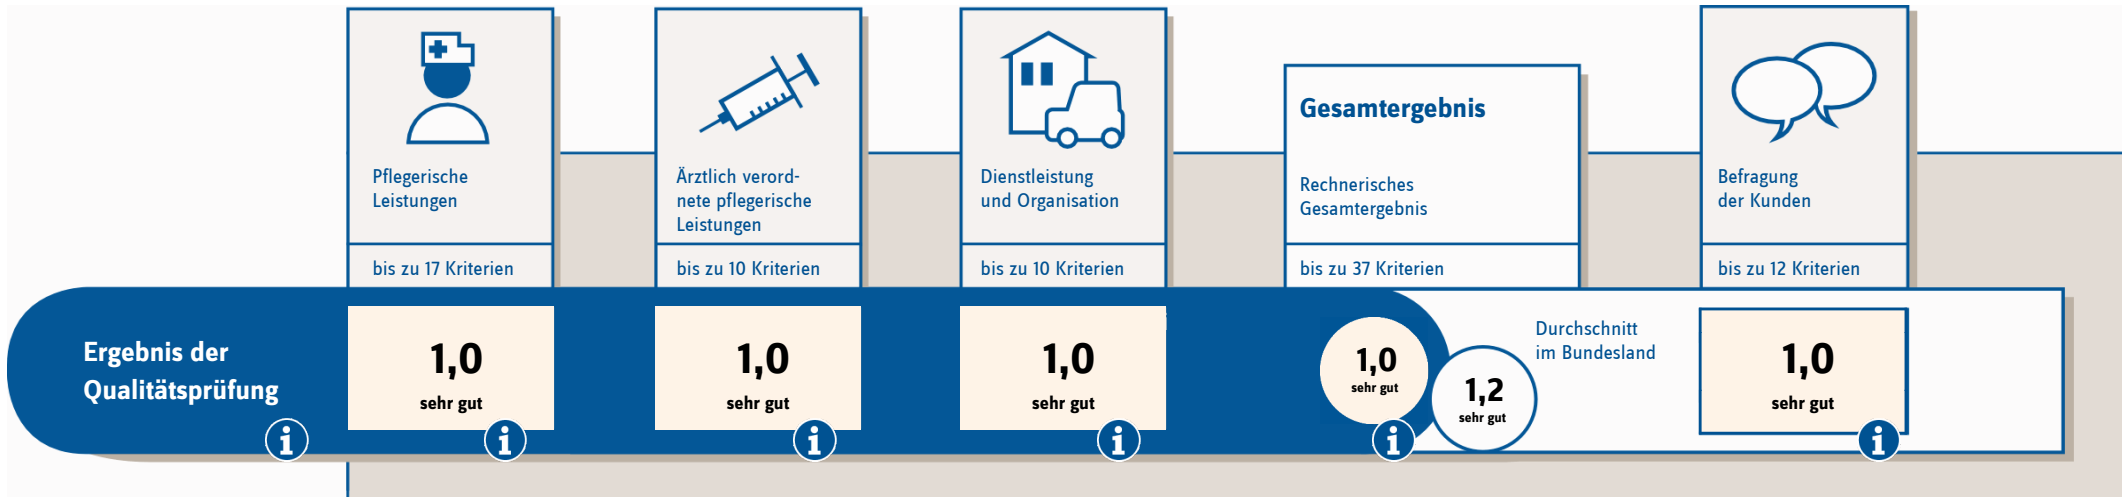 Pflegerische
Leistungen
bis zu 17 Kriterien
Ärztlich verord-
nete pflegerische
Leistungen
bis zu 10 Kriterien
Dienstleistung
und Organisation
bis zu 10 Kriterien
Gesamtergebnis
Rechnerisches
Gesamtergebnis
bis zu 37 Kriterien
Befragung
der Kunden
bis zu 12 Kriterien
Ergebnis der
Qualitätsprüfung
i
1,0
sehr gut
i
1,0
sehr gut
i
1,0
sehr gut
i
1,0
sehr gut
i
1,2
sehr gut
Durchschnitt
im Bundesland
1,0
sehr gut
i